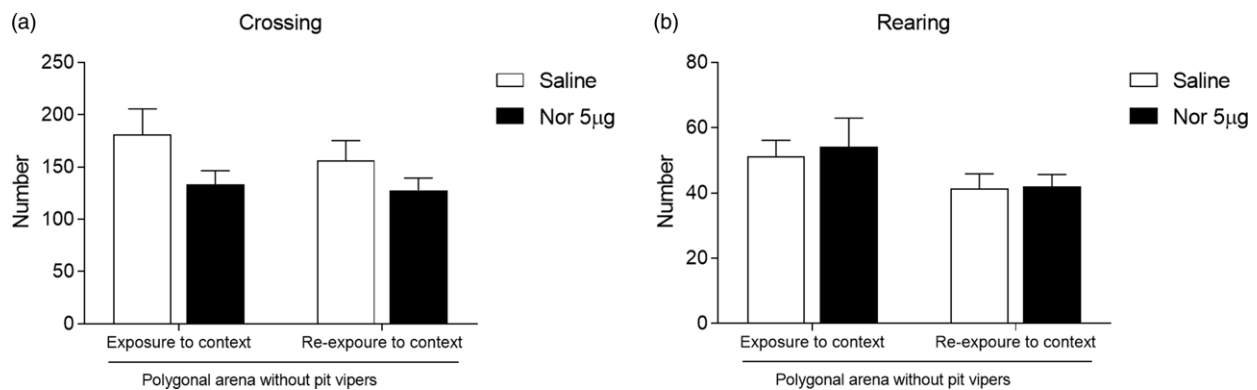 (a)
Crossing
250
200
150
100
50
0
Number
Saline
Nor 5µg
Exposure to context
Re-expoure to context
Polygonal arena without pit vipers
(b)
Rearing
80
60
40
20
0
Number
Saline
Nor 5µg
Exposure to context
Re-exposure to context
Polygonal arena without pit vipers